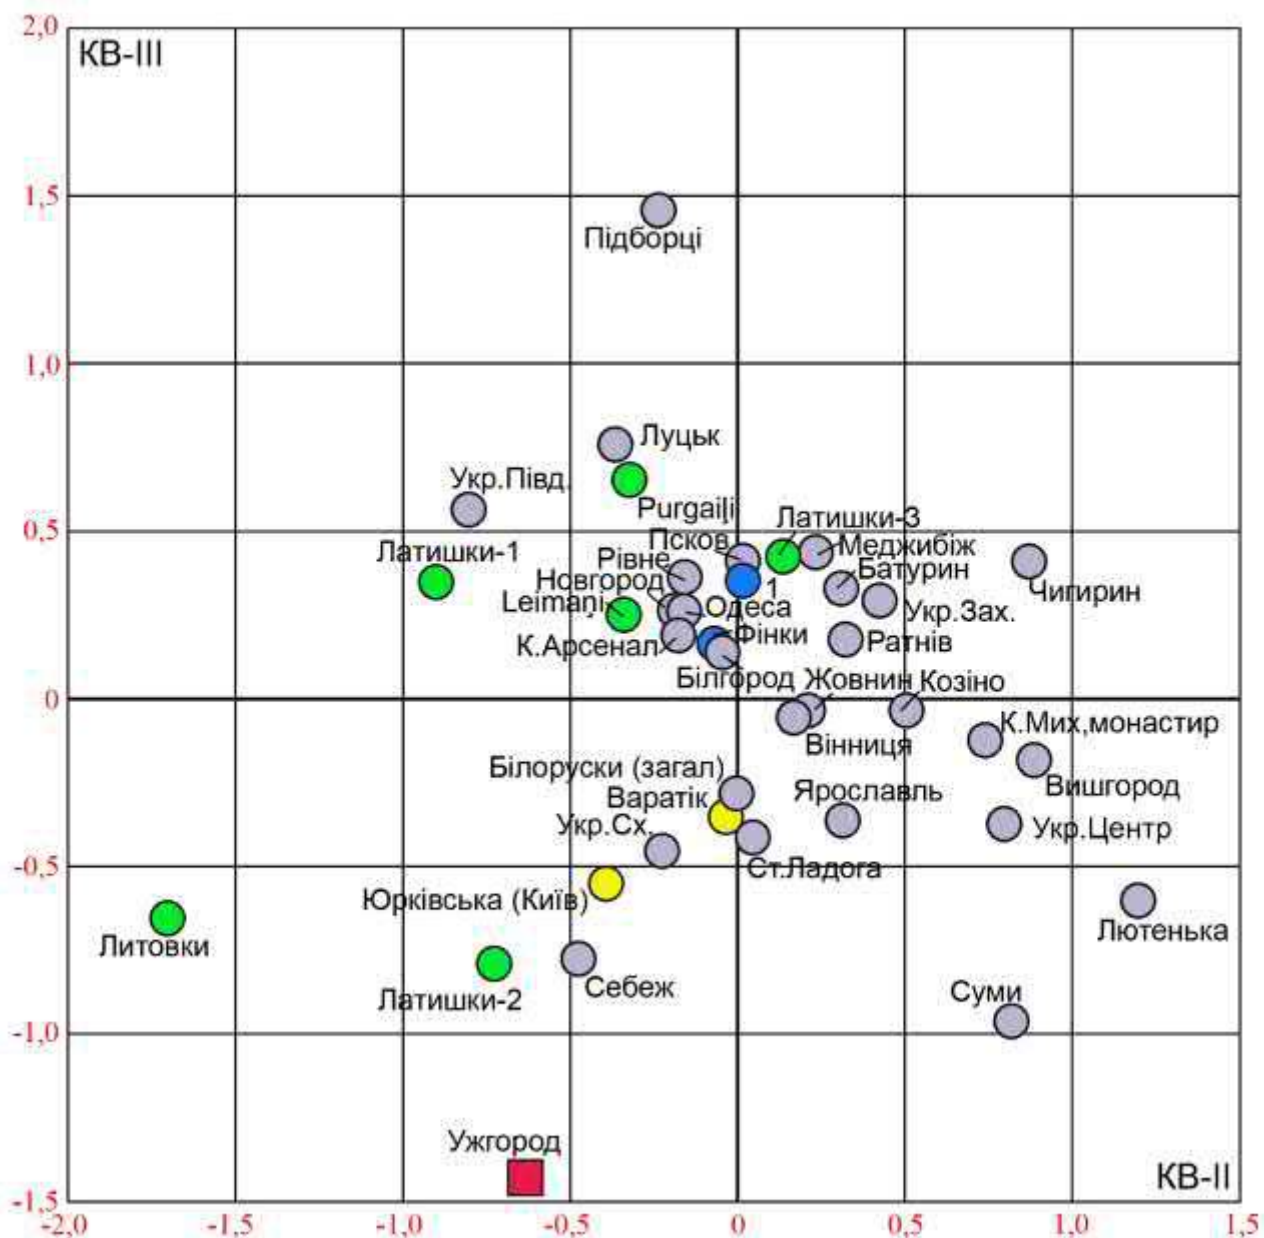 2,0
КВ-III
1,5
Підборці
1,0
Луцьк
Укр.Півд.
Purgaiļi
0,5
Латишки-3
Псков
Латишки-1
Рівне
Меджибіж
Батурин
Новгород
1
Чигирин
Leimaņi
Одеса
Укр.Зах.
Фінки
К.Арсенал
Ратнів
Білгород
Жовнин
Козіно
0
К.Мих,монастир
Вінниця
Білоруски (загал)
Вишгород
Варатік
Ярославль
Укр.Сх.
Укр.Центр
-0,5
Ст.Ладога
Юрківська (Київ)
Лютенька
Литовки
Себеж
Суми
Латишки-2
-1,0
Ужгород
КВ-II
-1,5
-2,0 -1,5 -1,0 -0,5 0 0,5 1,0 1,5